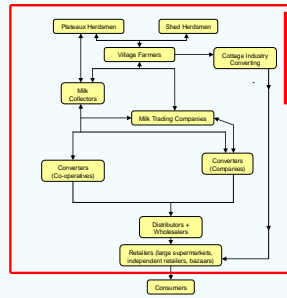 Plateaux Herdsmen
Shed Herdsmen
Village Farmers
Cottage Industry
Converting
Milk
Collectors
Milk Trading Companies
Converters
(Co-operatives)
Converters
(Companies)
Distributors +
Wholesalers
Retailers (large supermarkets,
independent retailers, bazaars)
Consumers